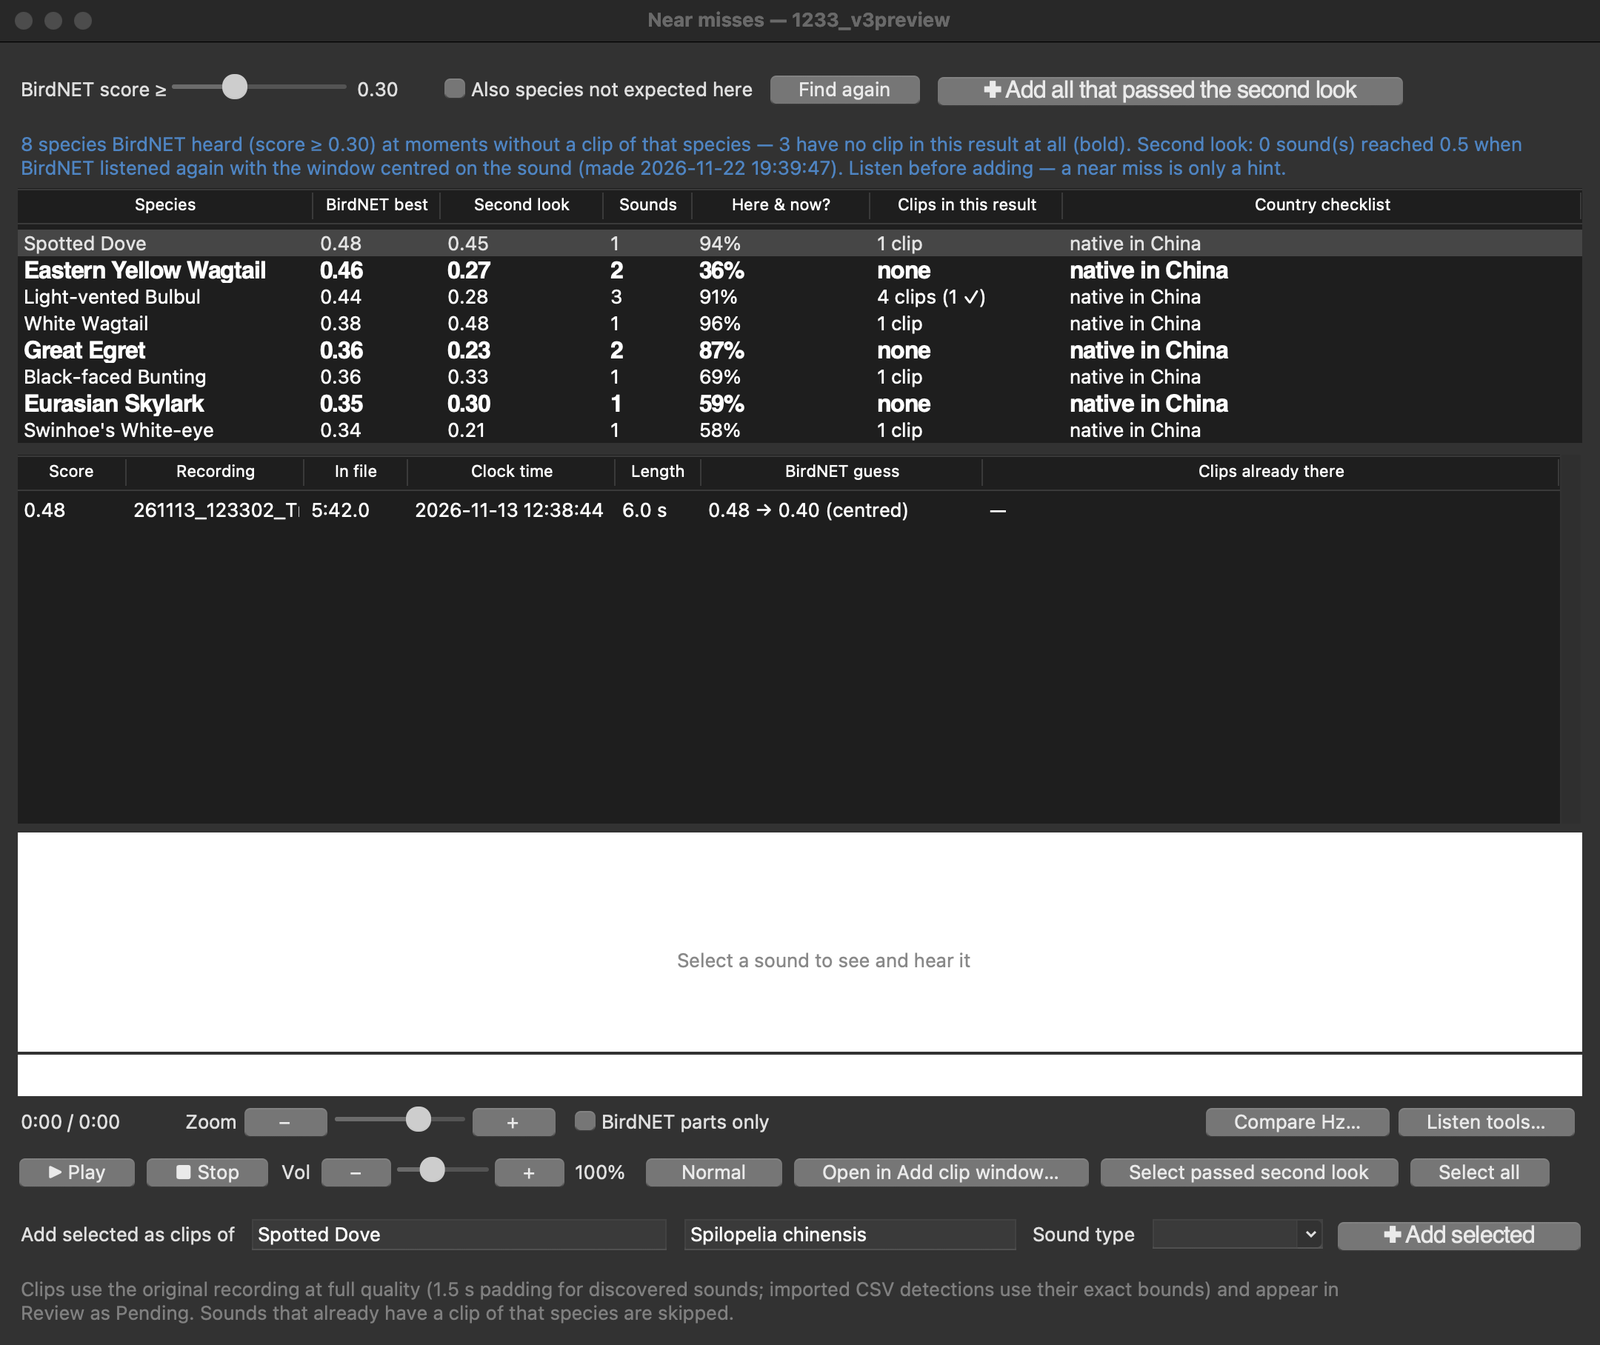 Near misses — 1233_v3preview
BirdNET score ≥ 0.30 Also species not expected here Find again ✚ Add all that passed the second look
8 species BirdNET heard (score ≥ 0.30) at moments without a clip of that species — 3 have no clip in this result at all (bold). Second look: 0 sound(s) reached 0.5 when
BirdNET listened again with the window centred on the sound (made 2026-11-22 19:39:47). Listen before adding — a near miss is only a hint.
Species BirdNET best Second look Sounds Here & now? Clips in this result Country checklist
Spotted Dove 0.48 0.45 1 94% 1 clip native in China
Eastern Yellow Wagtail 0.46 0.27 2 36% none native in China
Light-vented Bulbul 0.44 0.28 3 91% 4 clips (1 ✓) native in China
White Wagtail 0.38 0.48 1 96% 1 clip native in China
Great Egret 0.36 0.23 2 87% none native in China
Black-faced Bunting 0.36 0.33 1 69% 1 clip native in China
Eurasian Skylark 0.35 0.30 1 59% none native in China
Swinhoe's White-eye 0.34 0.21 1 58% 1 clip native in China
Score Recording In file Clock time Length BirdNET guess Clips already there
0.48 261113_123302_Tr 5:42.0 2026-11-13 12:38:44 6.0 s 0.48 → 0.40 (centred) —
Select a sound to see and hear it
0:00 / 0:00 Zoom − + BirdNET parts only Compare Hz... Listen tools...
▶ Play ■ Stop Vol − + 100% Normal Open in Add clip window... Select passed second look Select all
Add selected as clips of Spotted Dove Spilopelia chinensis Sound type ✚ Add selected
Clips use the original recording at full quality (1.5 s padding for discovered sounds; imported CSV detections use their exact bounds) and appear in
Review as Pending. Sounds that already have a clip of that species are skipped.